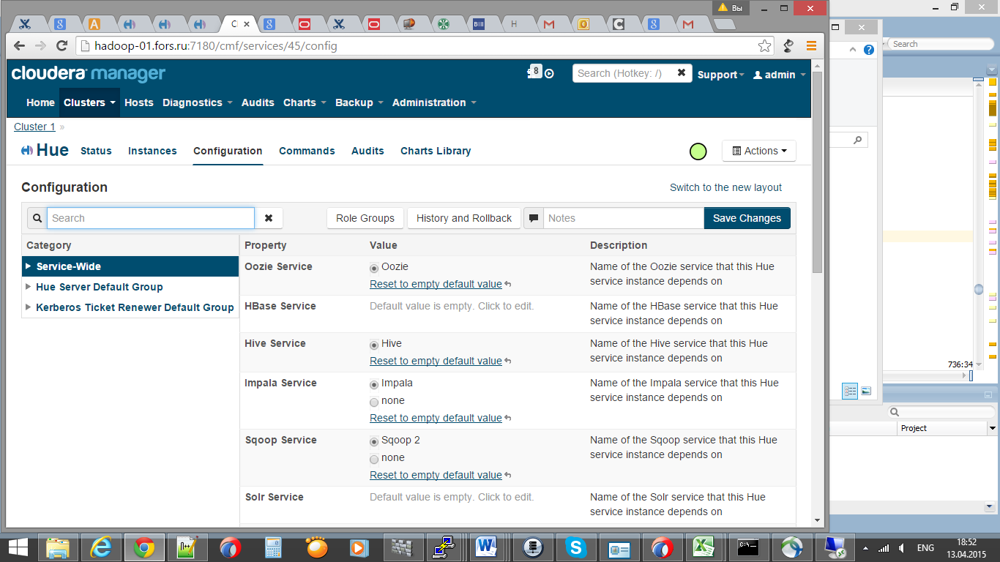 Вы
hadoop-01.fors.ru:7180/cmf/services/45/config
Search
cloudera manager
8
Search (Hotkey: /)
Support
admin
Home
Clusters
Hosts
Diagnostics
Audits
Charts
Backup
Administration
Cluster 1 »
Hue
Status
Instances
Configuration
Commands
Audits
Charts Library
Actions
Configuration
Switch to the new layout
Search
Role Groups
History and Rollback
Notes
Save Changes
Category
Property
Value
Description
Service-Wide
Hue Server Default Group
Kerberos Ticket Renewer Default Group
Oozie Service
Oozie
Reset to empty default value
Name of the Oozie service that this Hue
service instance depends on
HBase Service
Default value is empty. Click to edit.
Name of the HBase service that this Hue
service instance depends on
Hive Service
Hive
Reset to empty default value
Name of the Hive service that this Hue
service instance depends on
Impala Service
Impala
none
Reset to empty default value
Name of the Impala service that this Hue
service instance depends on
Sqoop Service
Sqoop 2
none
Reset to empty default value
Name of the Sqoop service that this Hue
service instance depends on
Solr Service
Default value is empty. Click to edit.
Name of the Solr service that this Hue
service instance depends on
736:34
Project
ENG
18:52
13.04.2015